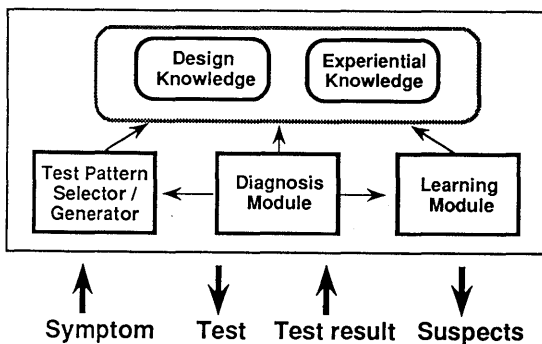 Design
Knowledge
Experiential
Knowledge
Test Pattern
Selector /
Generator
Diagnosis
Module
Learning
Module
Symptom
Test
Test result
Suspects